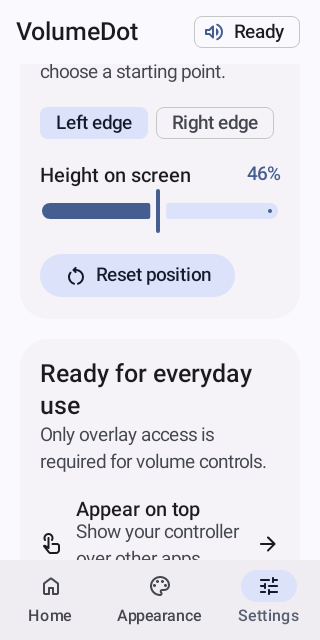 VolumeDot
Ready
choose a starting point.
Left edge
Right edge
Height on screen
46%
Reset position
Ready for everyday
use
Only overlay access is
required for volume controls.
Appear on top
Show your controller
over other apps
Home
Appearance
Settings